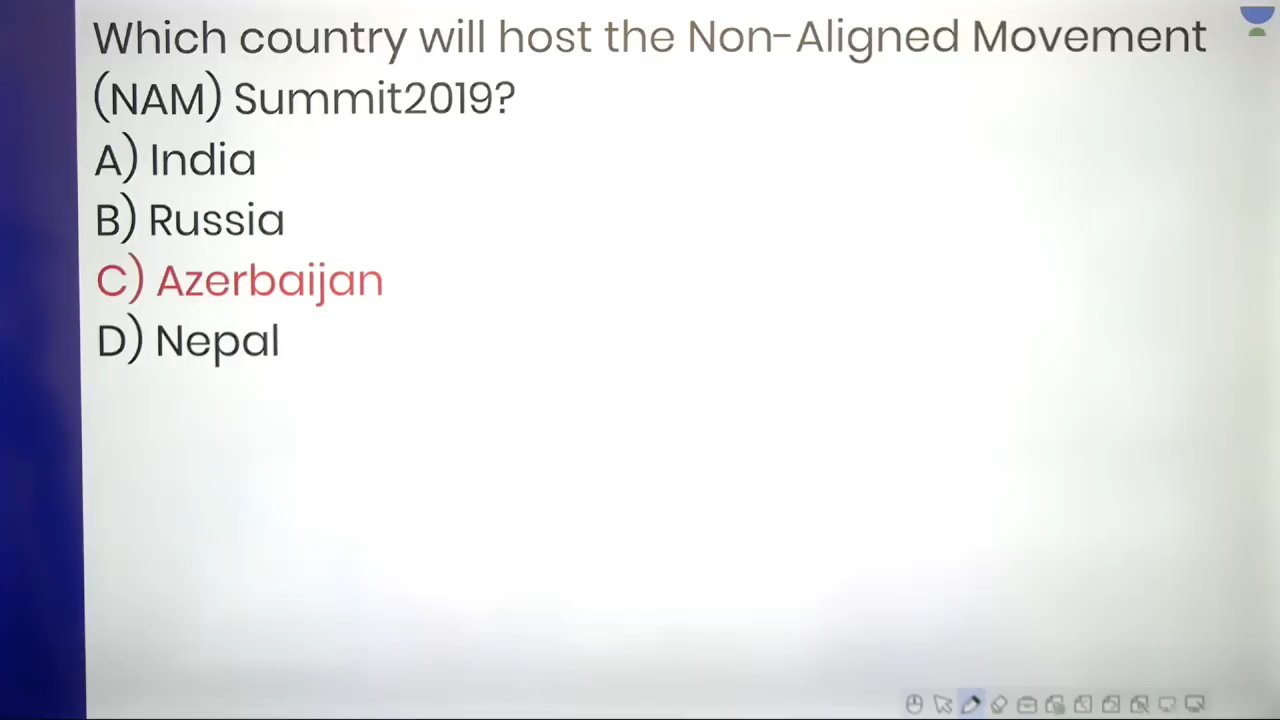 Which country will host the Non-Aligned Movement
(NAM) Summit2019?
A) India
B) Russia
C) Azerbaijan
D) Nepal